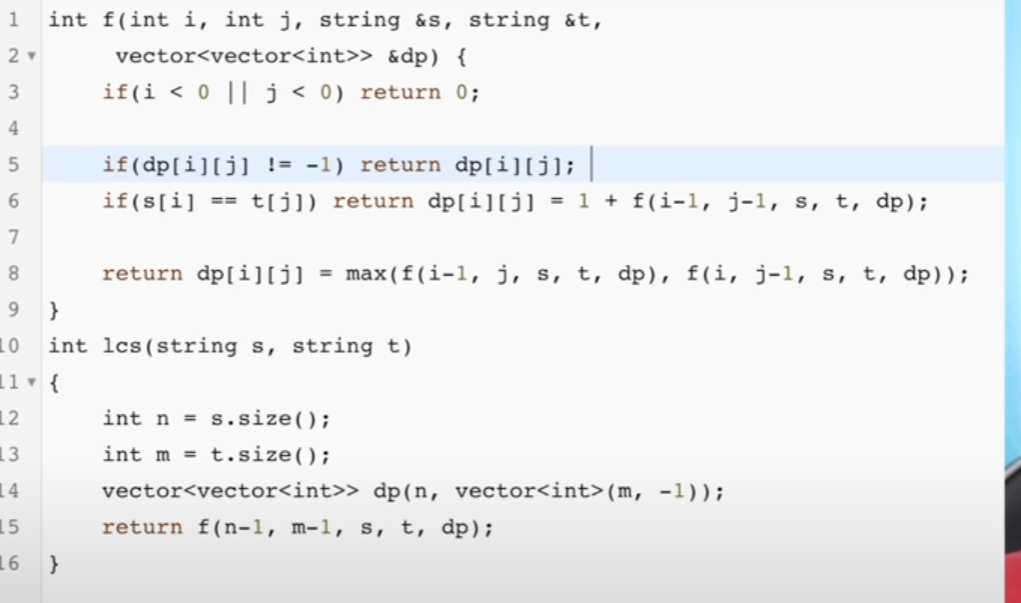 1 int f(int i, int j, string &s, string &t,
2 vector<vector<int>> &dp) {
3 if(i < 0 || j < 0) return 0;
4
5 if(dp[i][j] != -1) return dp[i][j];
6 if(s[i] == t[j]) return dp[i][j] = 1 + f(i-1, j-1, s, t, dp);
7
8 return dp[i][j] = max(f(i-1, j, s, t, dp), f(i, j-1, s, t, dp));
9 }
10 int lcs(string s, string t)
11 {
12 int n = s.size();
13 int m = t.size();
14 vector<vector<int>> dp(n, vector<int>(m, -1));
15 return f(n-1, m-1, s, t, dp);
16 }